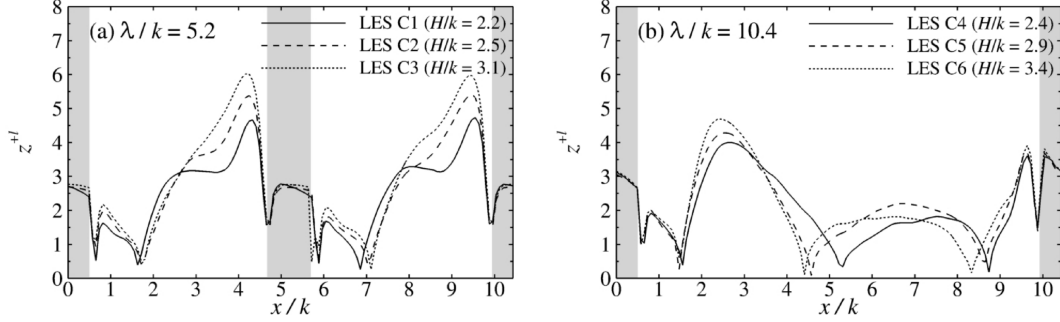 8
7
6
5
4
3
2
1
0
z+l
(a) λ / k = 5.2
LES C1 (H/k = 2.2)
LES C2 (H/k = 2.5)
LES C3 (H/k = 3.1)
0 1 2 3 4 5 6 7 8 9 10
x / k
8
7
6
5
4
3
2
1
0
z+l
(b) λ / k = 10.4
LES C4 (H/k = 2.4)
LES C5 (H/k = 2.9)
LES C6 (H/k = 3.4)
0 1 2 3 4 5 6 7 8 9 10
x / k